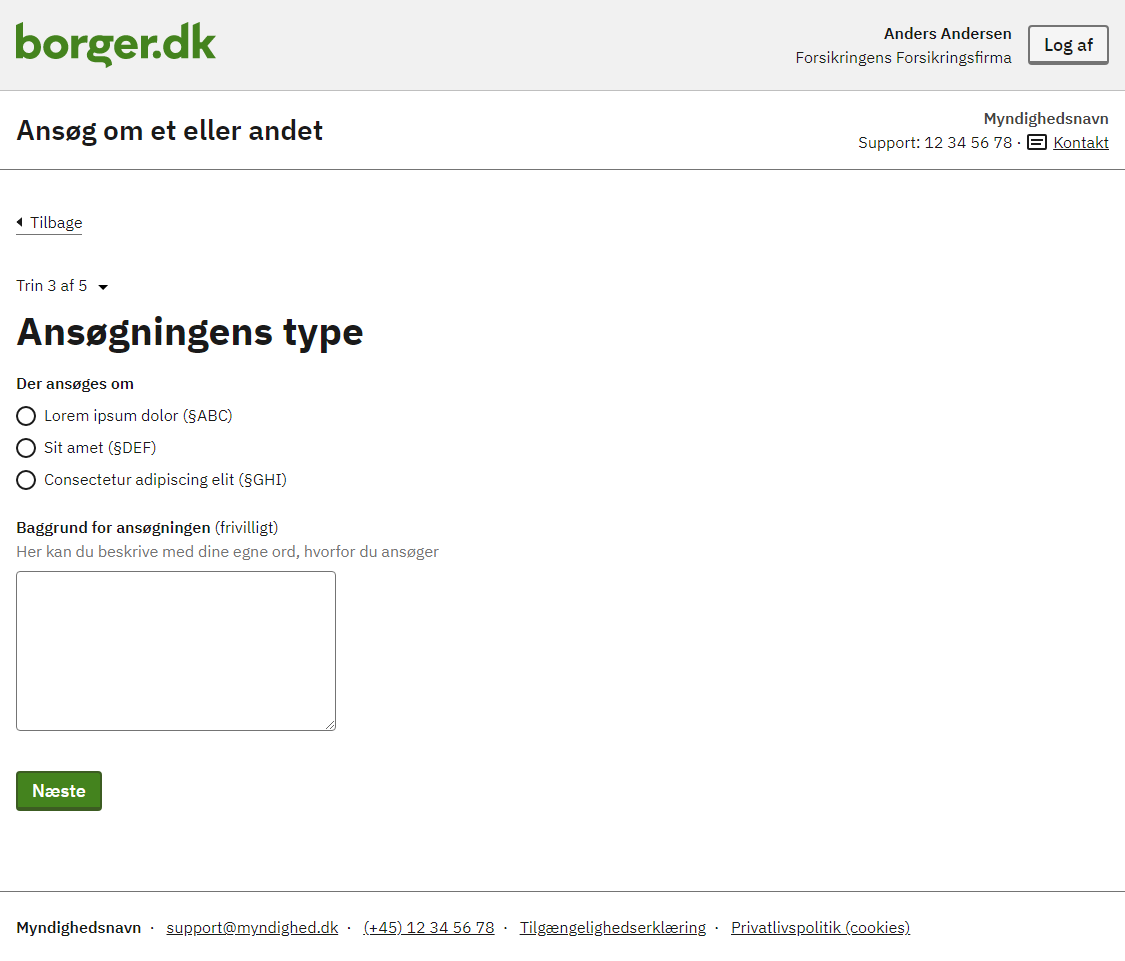 borger.dk
Anders Andersen
Forsikringens Forsikringsfirma
Log af
Ansøg om et eller andet
Myndighedsnavn
Support: 12 34 56 78 · Kontakt
Tilbage
Trin 3 af 5
Ansøgningens type
Der ansøges om
Lorem ipsum dolor (§ABC)
Sit amet (§DEF)
Consectetur adipiscing elit (§GHI)
Baggrund for ansøgningen (frivilligt)
Her kan du beskrive med dine egne ord, hvorfor du ansøger
Næste
Myndighedsnavn · support@myndighed.dk · (+45) 12 34 56 78 · Tilgængelighedserklæring · Privatlivspolitik (cookies)